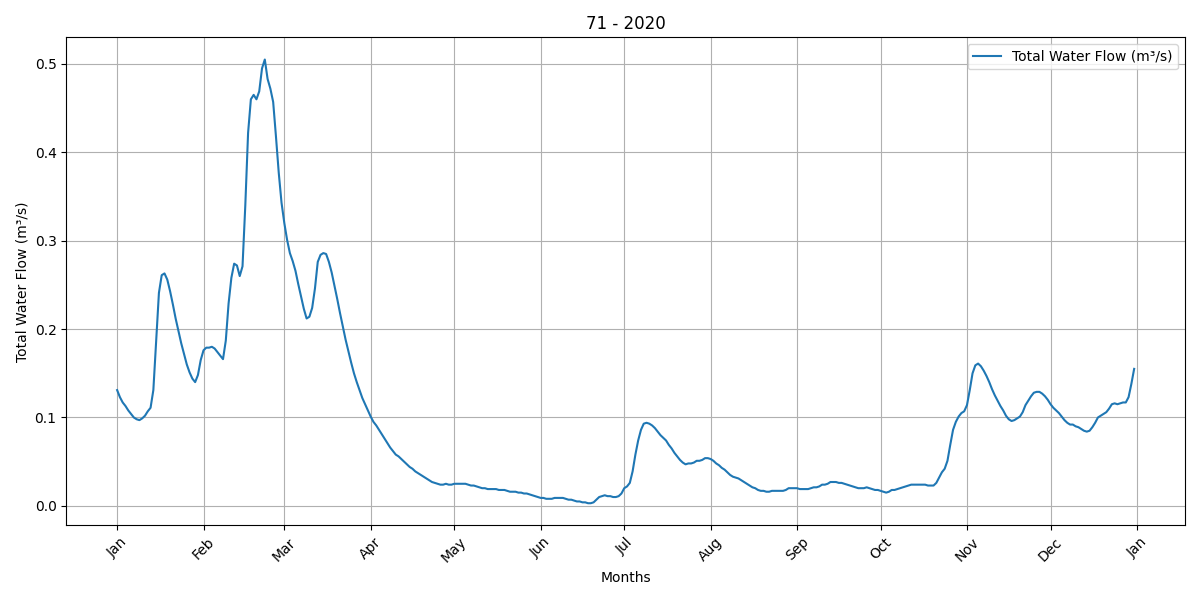 71 - 2020
Total Water Flow (m³/s)
Total Water Flow (m³/s)
0.5
0.4
0.3
0.2
0.1
0.0
Jan
Feb
Mar
Apr
May
Jun
Jul
Aug
Sep
Oct
Nov
Dec
Jan
Months